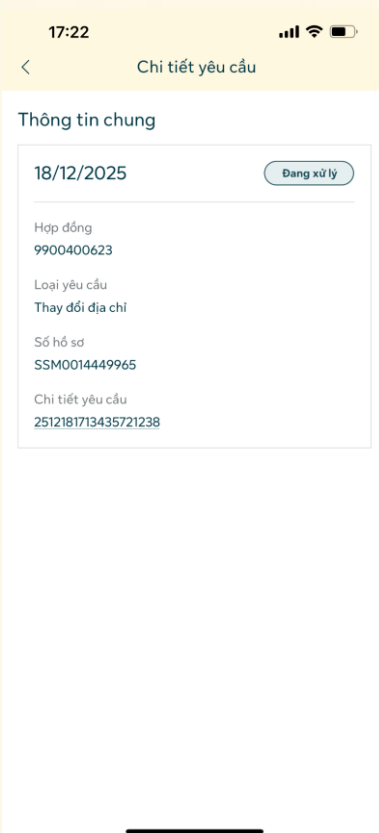 17:22
Chi tiết yêu cầu
Thông tin chung
18/12/2025
Đang xử lý
Hợp đồng
9900400623
Loại yêu cầu
Thay đổi địa chỉ
Số hồ sơ
SSM0014449965
Chi tiết yêu cầu
2512181713435721238